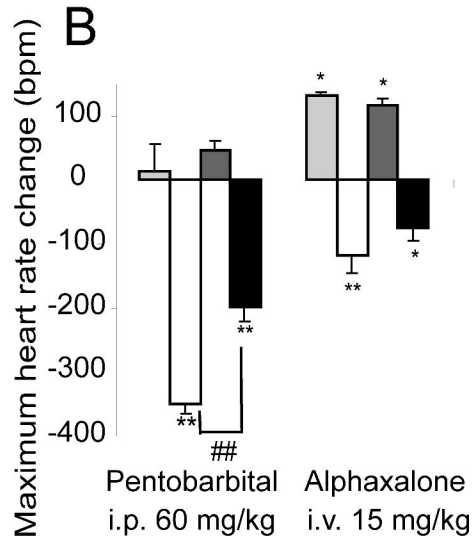 B
Maximum heart rate change (bpm)
100
0
-100
-200
-300
-400
*
*
**
*
**
**
##
Pentobarbital
i.p. 60 mg/kg
Alphaxalone
i.v. 15 mg/kg